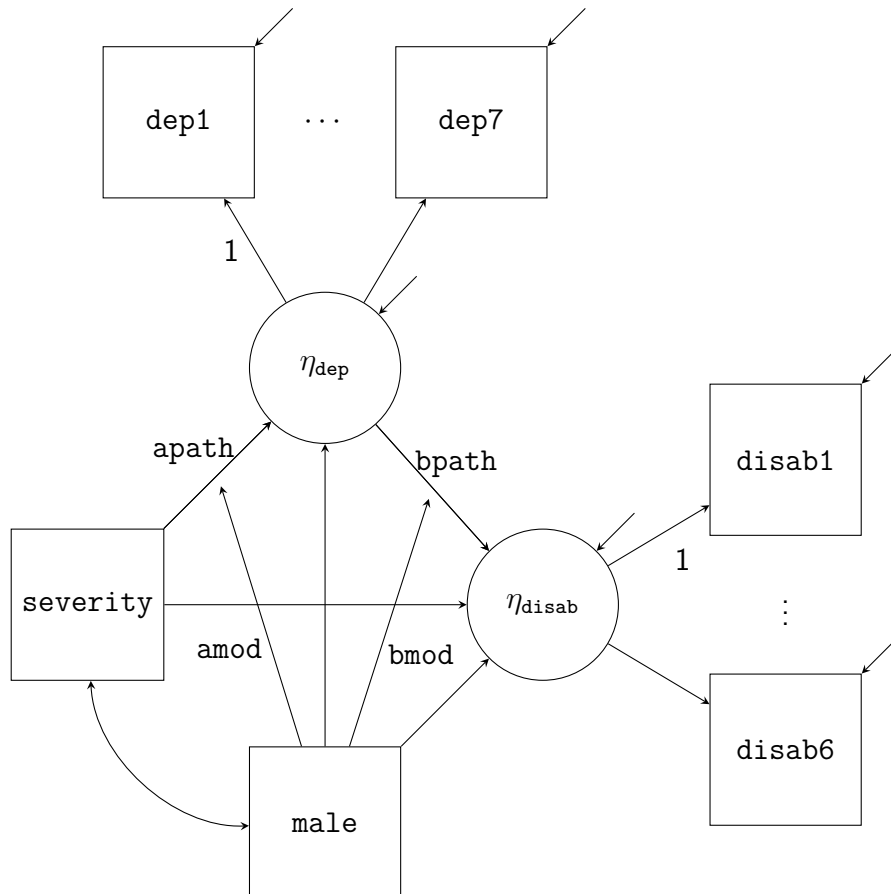 dep1
···
dep7
1
η_dep
apath
bpath
disab1
severity
1
η_disab
⋮
amod
bmod
disab6
male